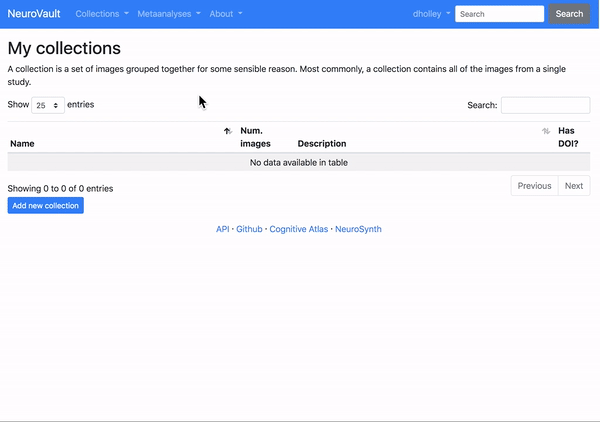 NeuroVault Collections Metaanalyses About dholley Search Search
My collections
A collection is a set of images grouped together for some sensible reason. Most commonly, a collection contains all of the images from a single
study.
Show 25 entries Search:
Name Num. images Description Has DOI?
No data available in table
Showing 0 to 0 of 0 entries Previous Next
Add new collection
API · Github · Cognitive Atlas · NeuroSynth